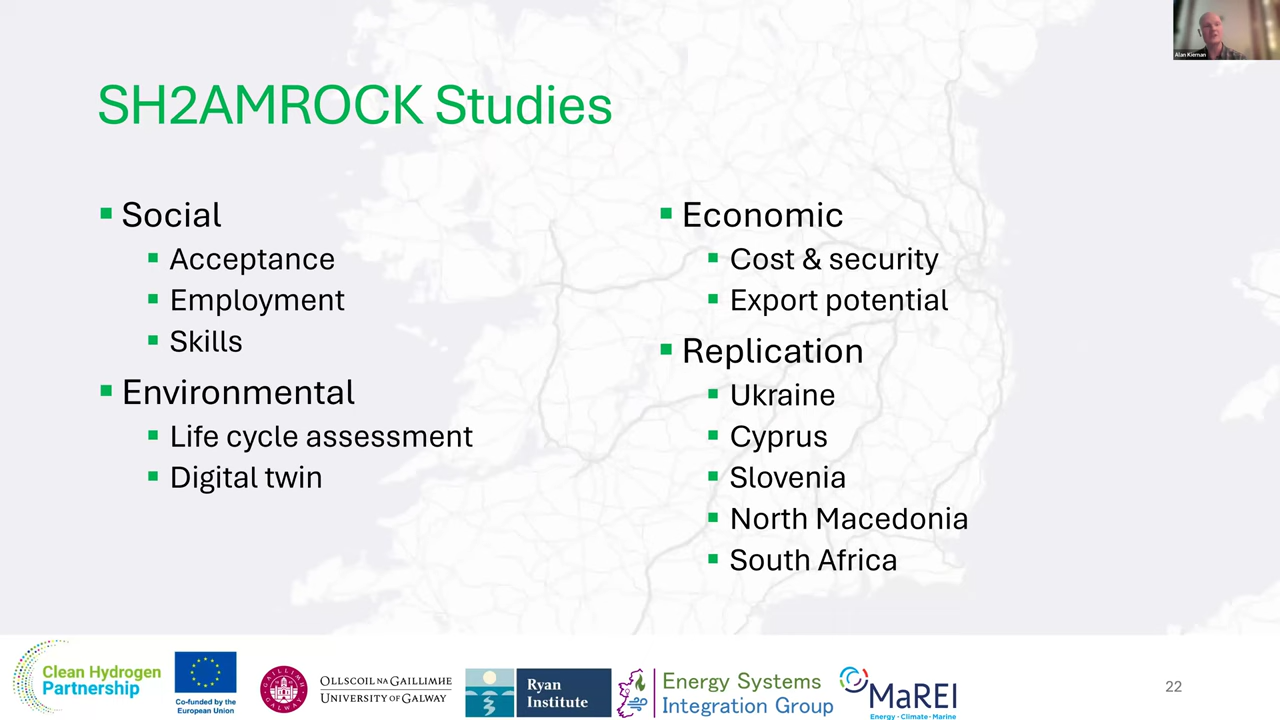 Alan Kiernan
SH2AMROCK Studies
Social
Acceptance
Employment
Skills
Environmental
Life cycle assessment
Digital twin
Economic
Cost & security
Export potential
Replication
Ukraine
Cyprus
Slovenia
North Macedonia
South Africa
Clean Hydrogen
Partnership
Co-funded by the
European Union
OLLSCOIL NA GAILLIMHE
UNIVERSITY OF GALWAY
Ryan
Institute
Energy Systems
Integration Group
MaREI
Energy • Climate • Marine
22